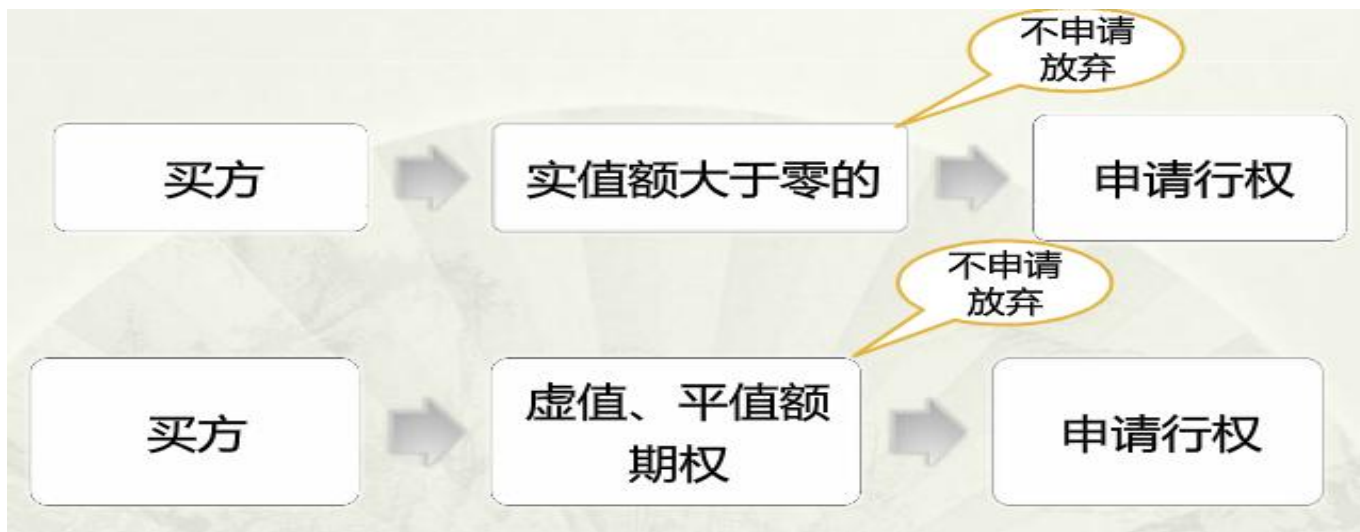 不申请
放弃
买方
实值额大于零的
申请行权
不申请
放弃
买方
虚值、平值额
期权
申请行权